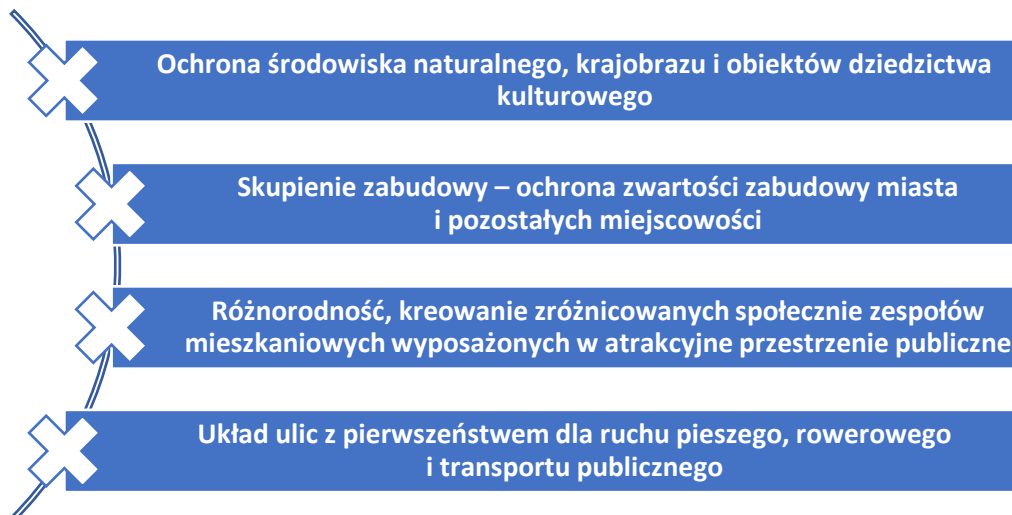 Ochrona środowiska naturalnego, krajobrazu i obiektów dziedzictwa
kulturowego
Skupienie zabudowy – ochrona zwartości zabudowy miasta
i pozostałych miejscowości
Różnorodność, kreowanie zróżnicowanych społecznie zespołów
mieszkaniowych wyposażonych w atrakcyjne przestrzenie publiczne
Układ ulic z pierwszeństwem dla ruchu pieszego, rowerowego
i transportu publicznego